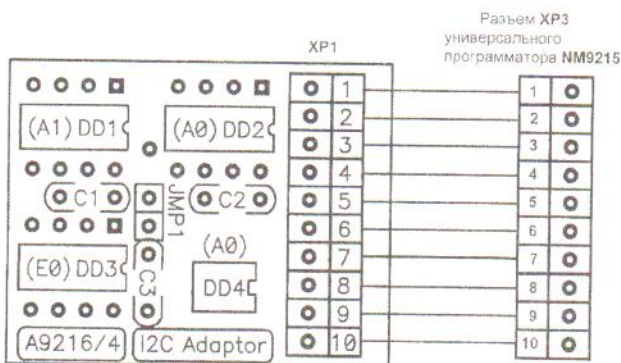 Разъем XP3
универсального
программатора NM9215
XP1
(A1) DD1
(A0) DD2
C1
JMP1
C2
(E0) DD3
C3
(A0)
DD4
A9216/4
I2C Adaptor
1
2
3
4
5
6
7
8
9
10
1
2
3
4
5
6
7
8
9
10